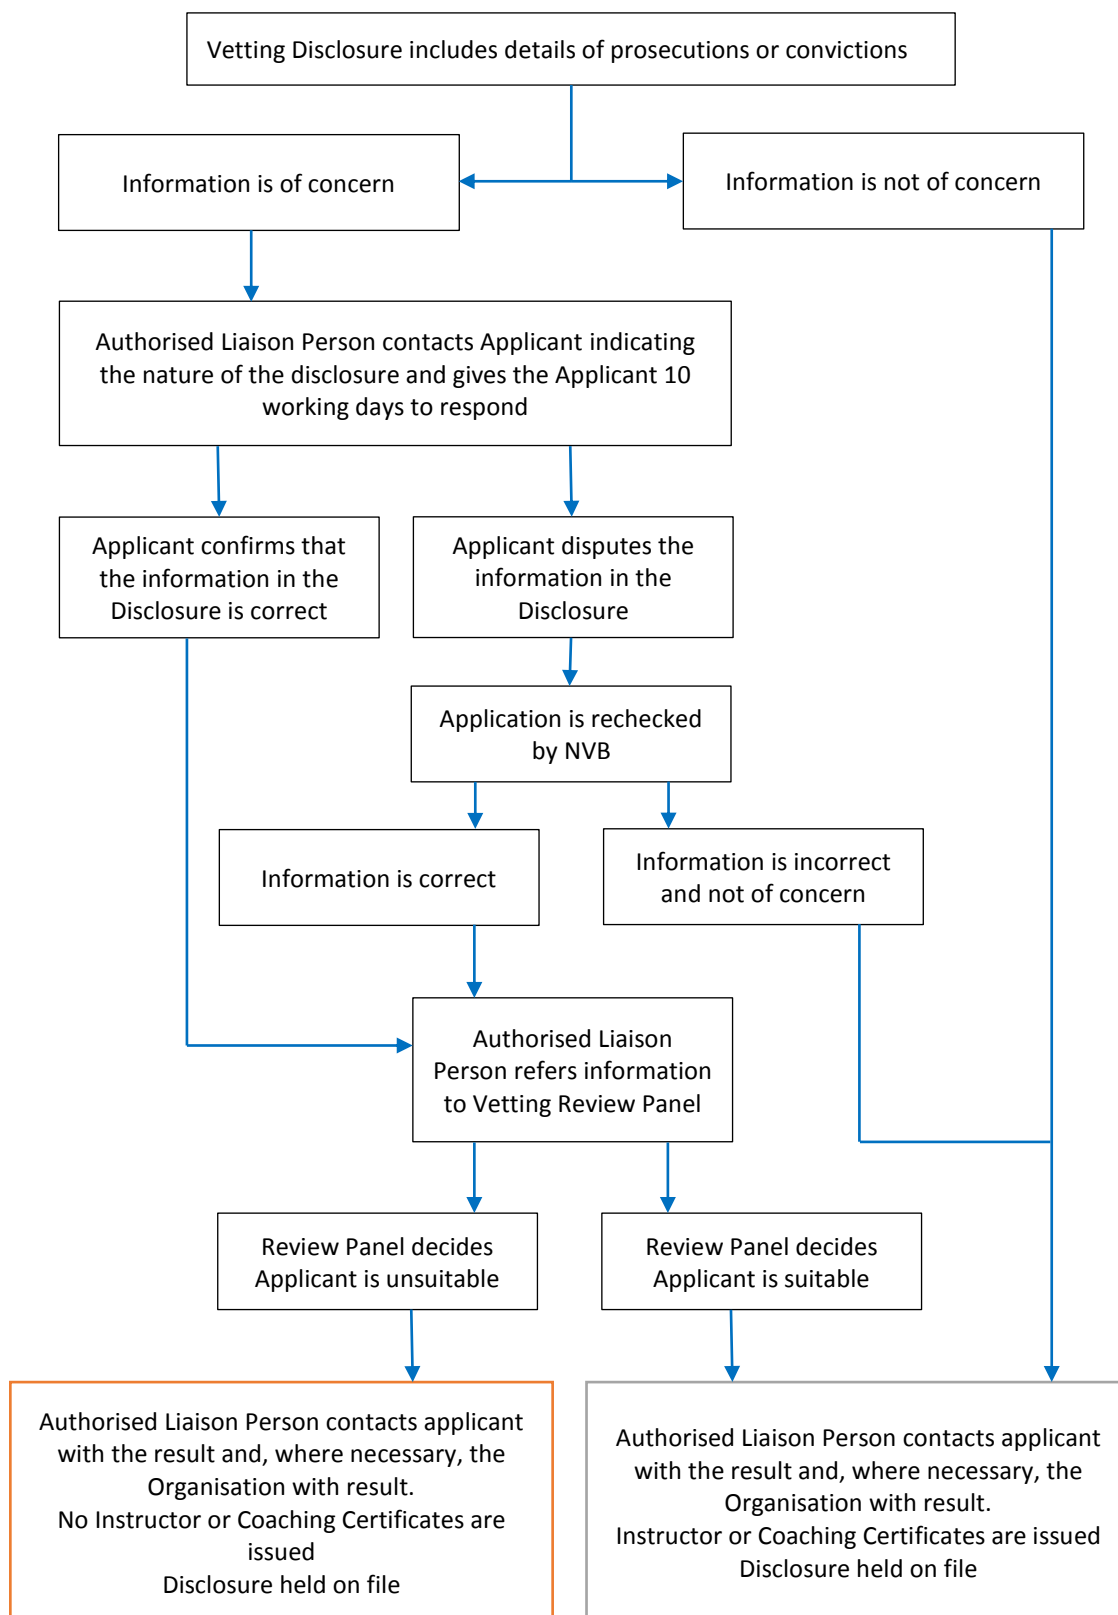 Vetting Disclosure includes details of prosecutions or convictions
Information is of concern
Information is not of concern
Authorised Liaison Person contacts Applicant indicating
the nature of the disclosure and gives the Applicant 10
working days to respond
Applicant confirms that
the information in the
Disclosure is correct
Applicant disputes the
information in the
Disclosure
Application is rechecked
by NVB
Information is correct
Information is incorrect
and not of concern
Authorised Liaison
Person refers information
to Vetting Review Panel
Review Panel decides
Applicant is unsuitable
Review Panel decides
Applicant is suitable
Authorised Liaison Person contacts applicant
with the result and, where necessary, the
Organisation with result.
No Instructor or Coaching Certificates are
issued
Disclosure held on file
Authorised Liaison Person contacts applicant
with the result and, where necessary, the
Organisation with result.
Instructor or Coaching Certificates are issued
Disclosure held on file